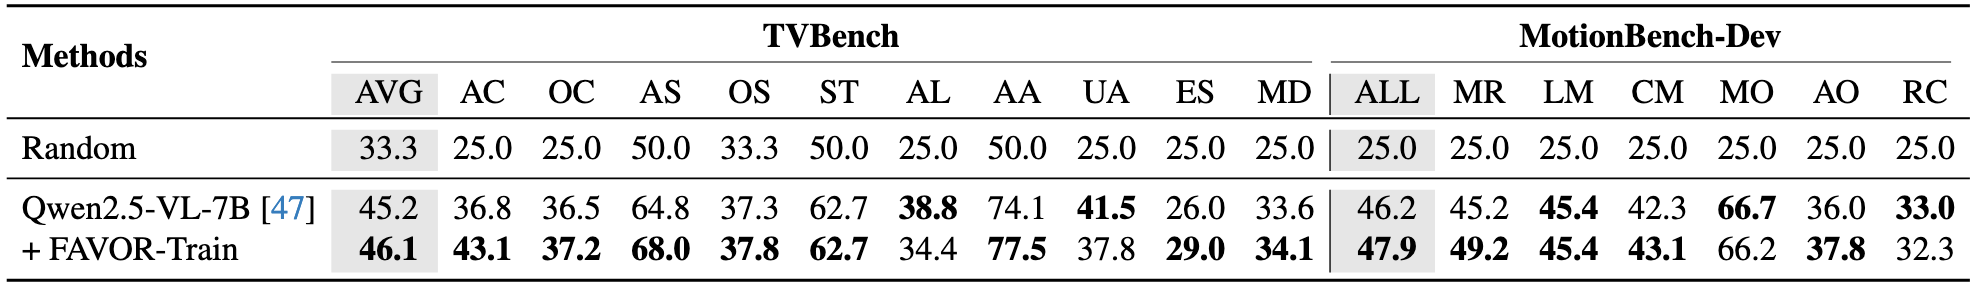 Methods TVBench MotionBench-Dev
AVG AC OC AS OS ST AL AA UA ES MD ALL MR LM CM MO AO RC
Random 33.3 25.0 25.0 50.0 33.3 50.0 25.0 50.0 25.0 25.0 25.0 25.0 25.0 25.0 25.0 25.0 25.0 25.0
Qwen2.5-VL-7B [47] 45.2 36.8 36.5 64.8 37.3 62.7 38.8 74.1 41.5 26.0 33.6 46.2 45.2 45.4 42.3 66.7 36.0 33.0
+ FAVOR-Train 46.1 43.1 37.2 68.0 37.8 62.7 34.4 77.5 37.8 29.0 34.1 47.9 49.2 45.4 43.1 66.2 37.8 32.3